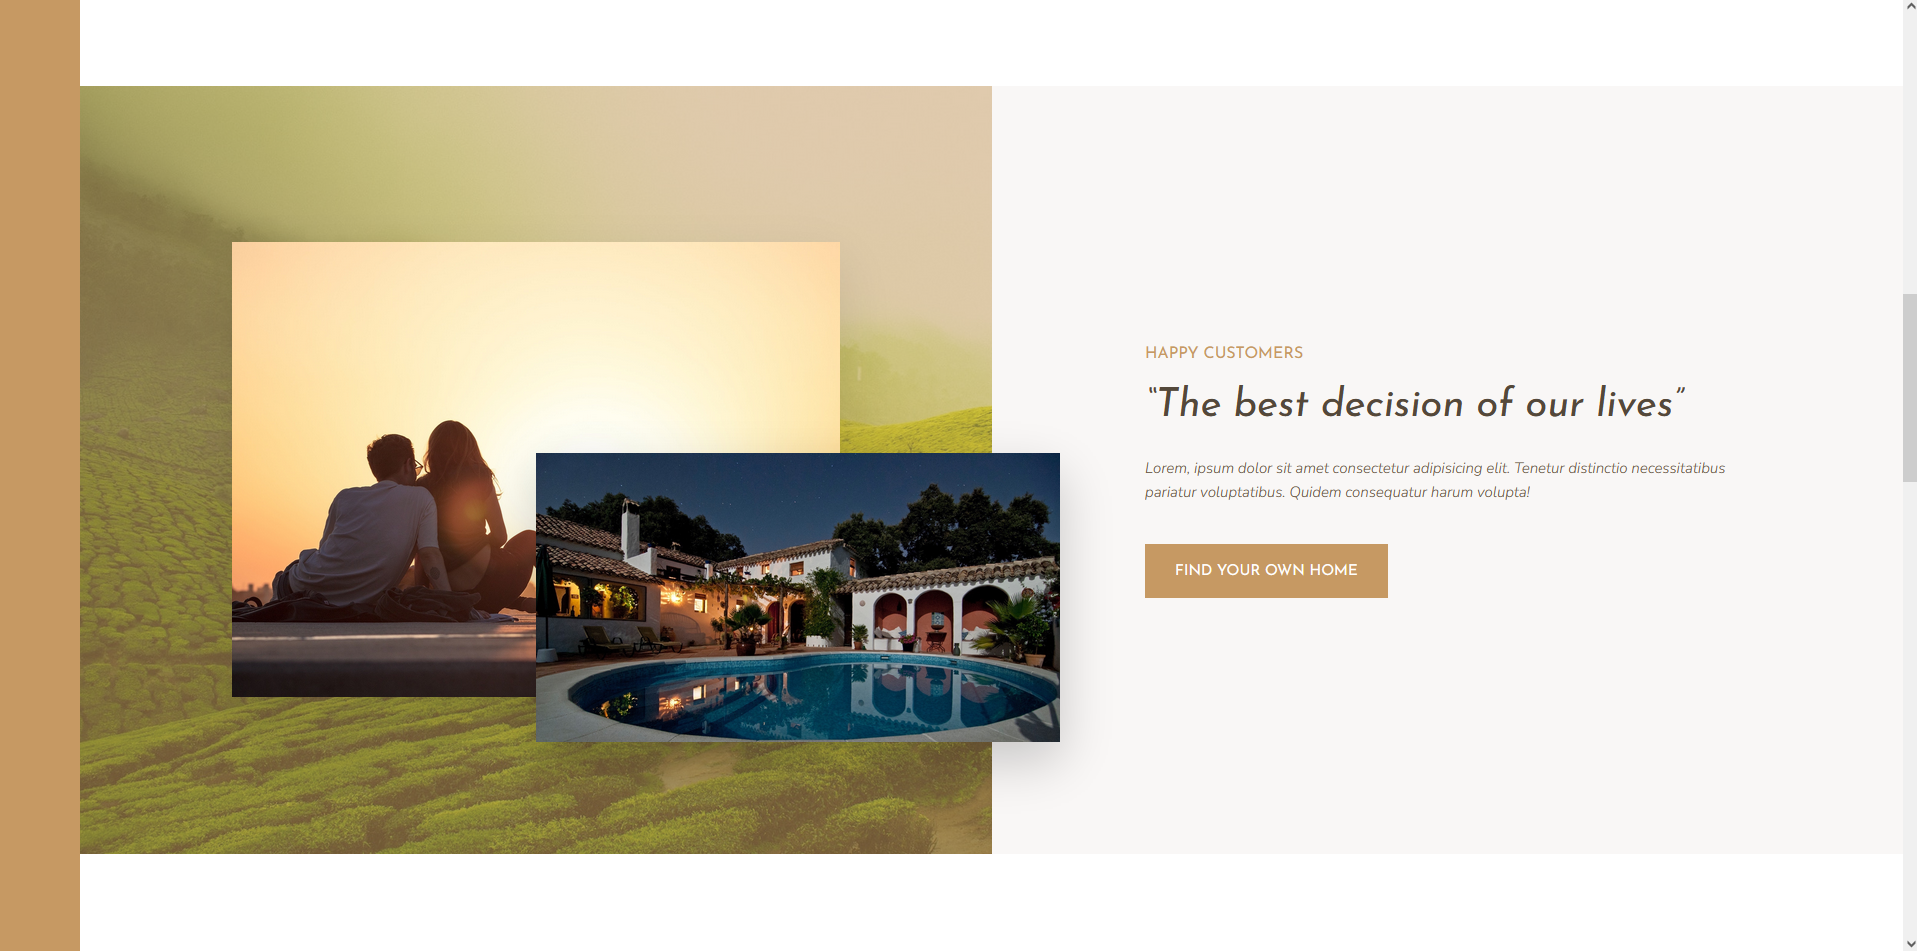 HAPPY CUSTOMERS
“The best decision of our lives”
Lorem, ipsum dolor sit amet consectetur adipisicing elit. Tenetur distinctio necessitatibus
pariatur voluptatibus. Quidem consequatur harum volupta!
FIND YOUR OWN HOME